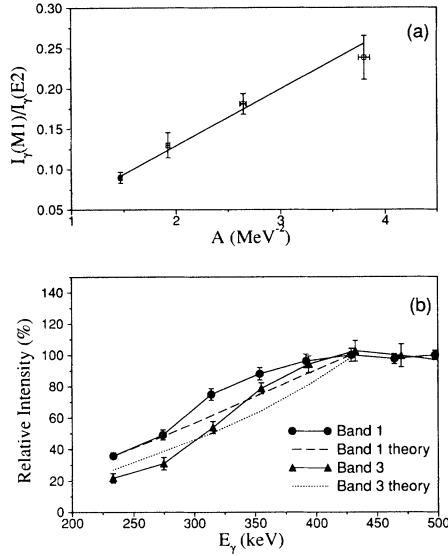 0.30
(a)
0.25
0.20
0.15
0.10
0.05
Iγ(M1)/Iγ(E2)
1
2
3
4
5
A (MeV⁻²)
140
(b)
120
100
80
60
40
20
0
Relative Intensity (%)
Band 1
Band 1 theory
Band 3
Band 3 theory
200
250
300
350
400
450
500
Eγ (keV)